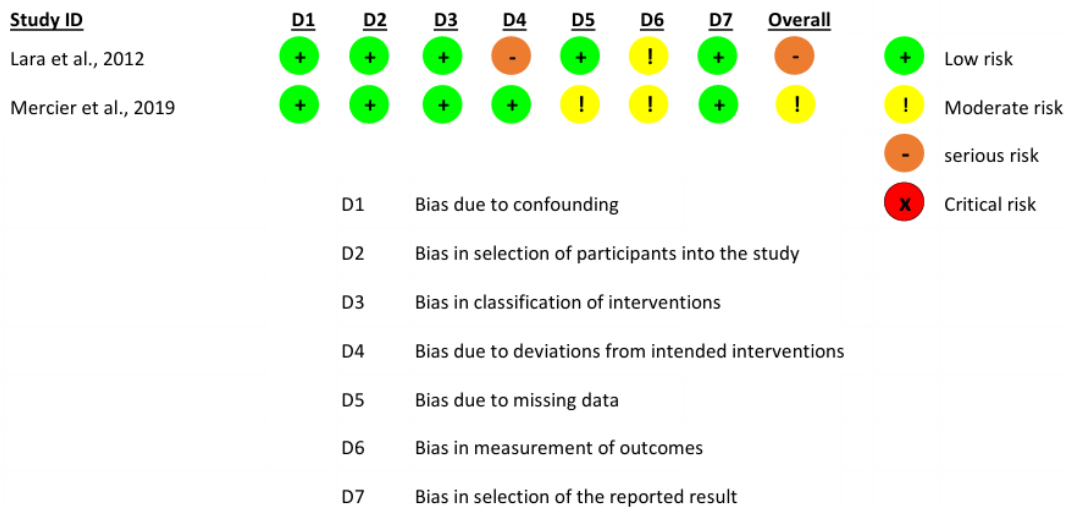 Study ID D1 D2 D3 D4 D5 D6 D7 Overall
Lara et al., 2012 + + + - + ! + - + Low risk
Mercier et al., 2019 + + + + ! ! + ! ! Moderate risk
- serious risk
X Critical risk
D1 Bias due to confounding
D2 Bias in selection of participants into the study
D3 Bias in classification of interventions
D4 Bias due to deviations from intended interventions
D5 Bias due to missing data
D6 Bias in measurement of outcomes
D7 Bias in selection of the reported result